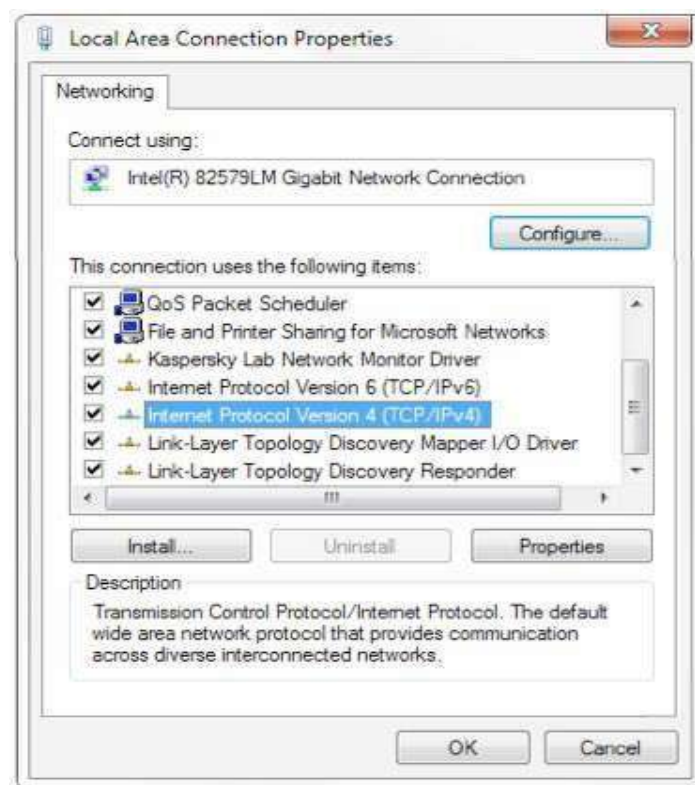 Local Area Connection Properties
Networking
Connect using:
Intel(R) 82579LM Gigabit Network Connection
Configure...
This connection uses the following items:
QoS Packet Scheduler
File and Printer Sharing for Microsoft Networks
Kaspersky Lab Network Monitor Driver
Internet Protocol Version 6 (TCP/IPv6)
Internet Protocol Version 4 (TCP/IPv4)
Link-Layer Topology Discovery Mapper I/O Driver
Link-Layer Topology Discovery Responder
Install... Uninstall Properties
Description
Transmission Control Protocol/Internet Protocol. The default
wide area network protocol that provides communication
across diverse interconnected networks.
OK Cancel